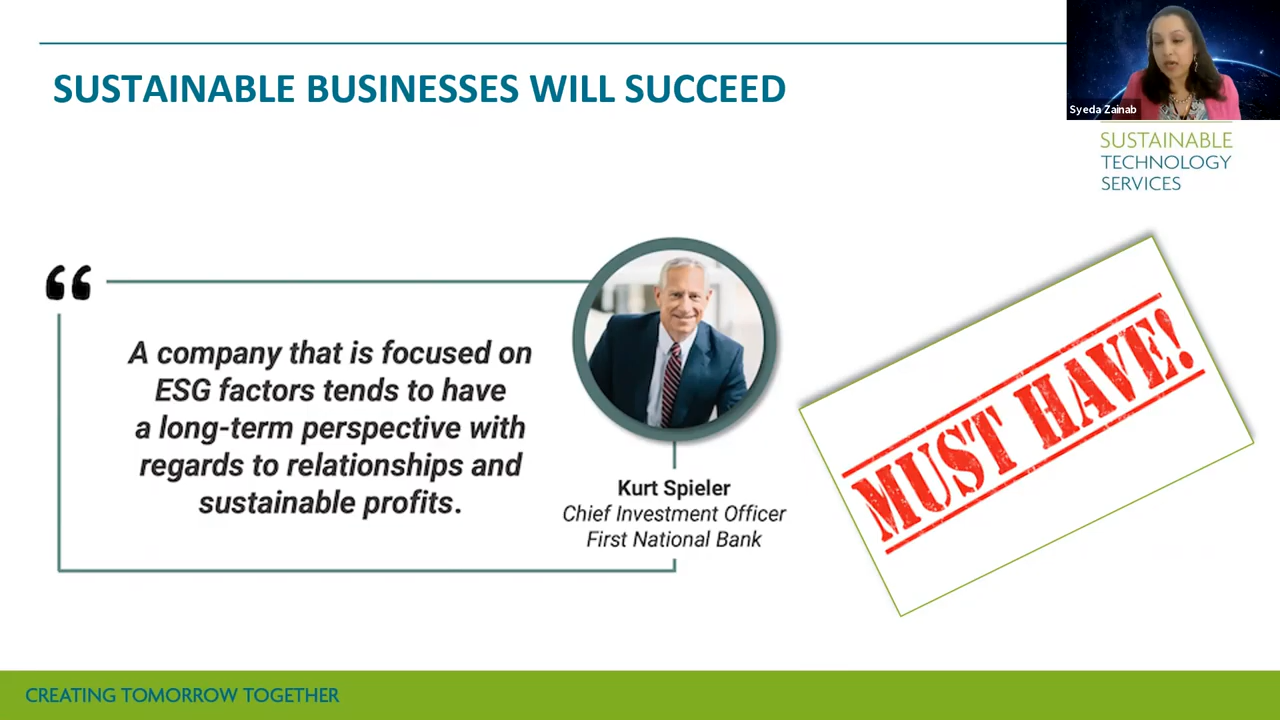 SUSTAINABLE BUSINESSES WILL SUCCEED
Syeda Zainab
SUSTAINABLE
TECHNOLOGY
SERVICES
“
A company that is focused on
ESG factors tends to have
a long-term perspective with
regards to relationships and
sustainable profits.
Kurt Spieler
Chief Investment Officer
First National Bank
MUST HAVE!
CREATING TOMORROW TOGETHER